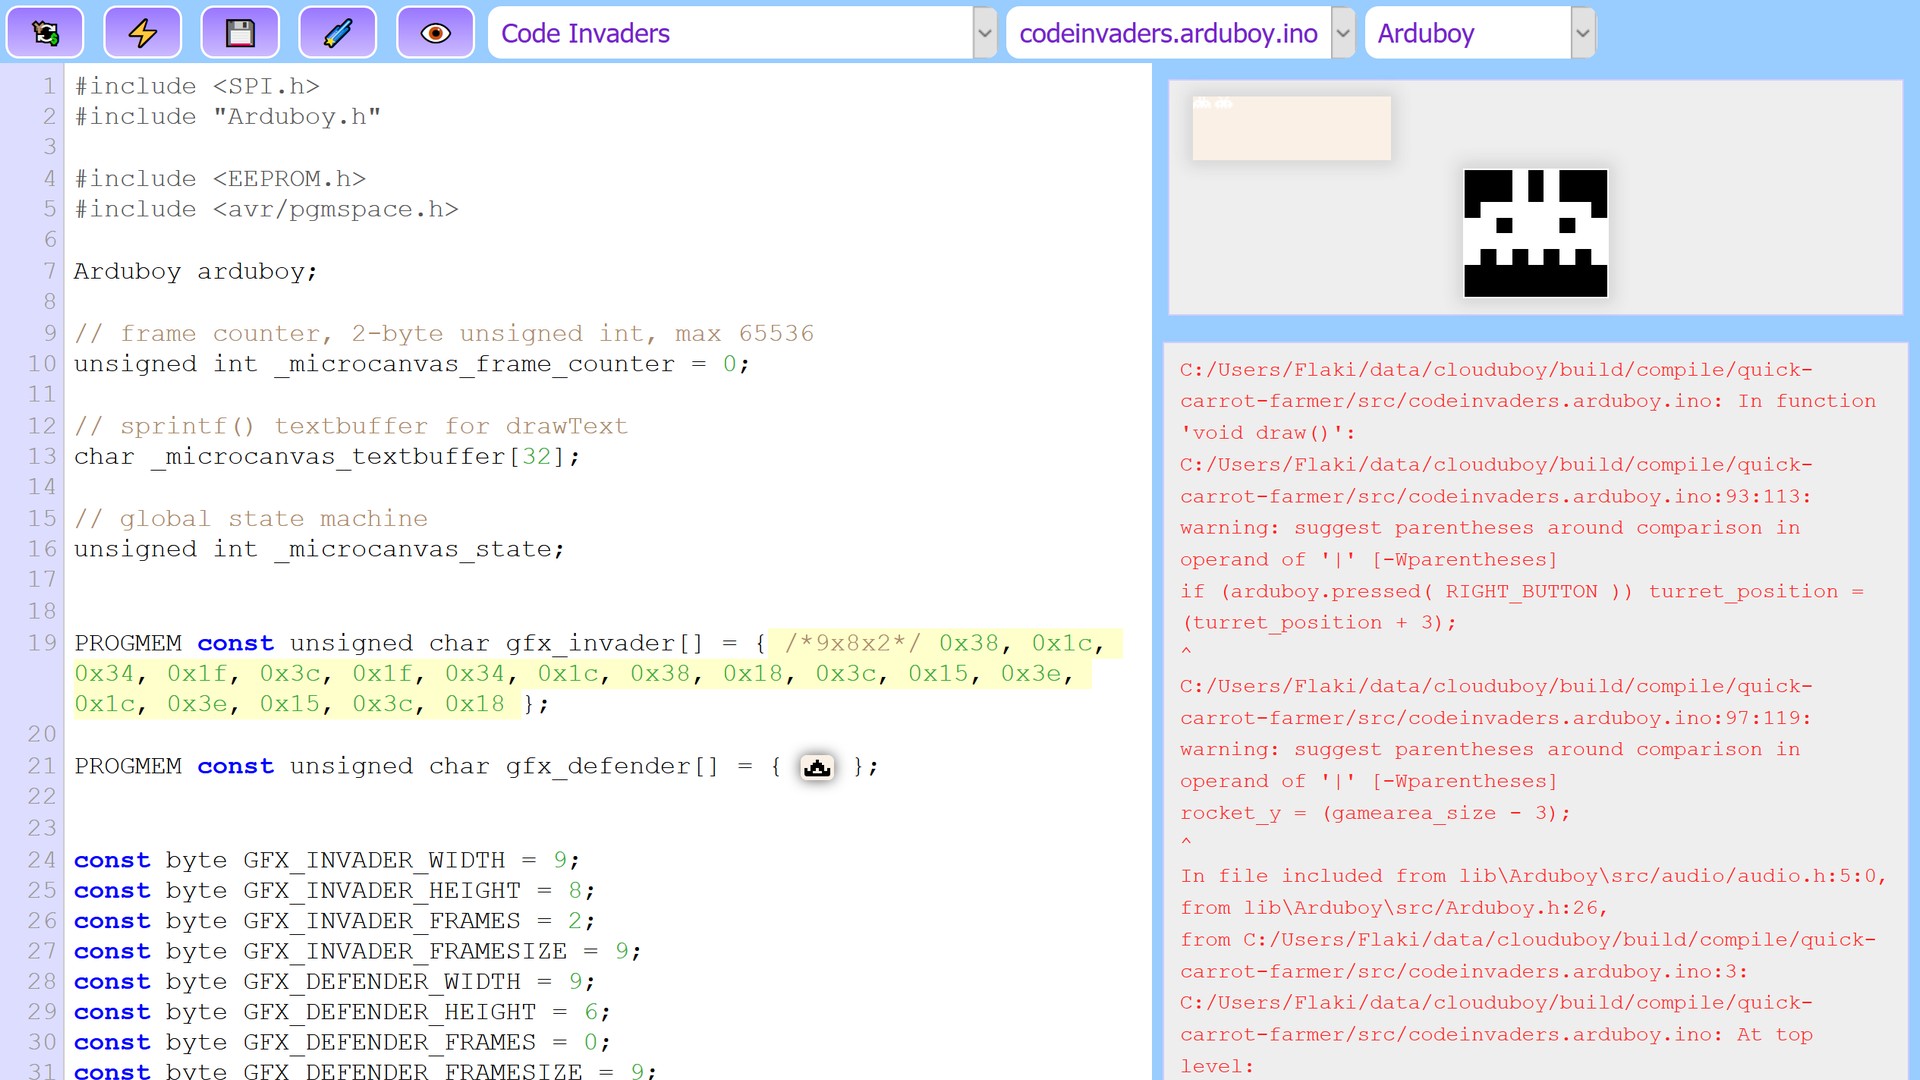 Code Invaders
codeinvaders.arduboy.ino
Arduboy
1 #include <SPI.h>
2 #include "Arduboy.h"
3
4 #include <EEPROM.h>
5 #include <avr/pgmspace.h>
6
7 Arduboy arduboy;
8
9 // frame counter, 2-byte unsigned int, max 65536
10 unsigned int _microcanvas_frame_counter = 0;
11
12 // sprintf() textbuffer for drawText
13 char _microcanvas_textbuffer[32];
14
15 // global state machine
16 unsigned int _microcanvas_state;
17
18
19 PROGMEM const unsigned char gfx_invader[] = { /*9x8x2*/ 0x38, 0x1c,
0x34, 0x1f, 0x3c, 0x1f, 0x34, 0x1c, 0x38, 0x18, 0x3c, 0x15, 0x3e,
0x1c, 0x3e, 0x15, 0x3c, 0x18 };
20
21 PROGMEM const unsigned char gfx_defender[] = { };
22
23
24 const byte GFX_INVADER_WIDTH = 9;
25 const byte GFX_INVADER_HEIGHT = 8;
26 const byte GFX_INVADER_FRAMES = 2;
27 const byte GFX_INVADER_FRAMESIZE = 9;
28 const byte GFX_DEFENDER_WIDTH = 9;
29 const byte GFX_DEFENDER_HEIGHT = 6;
30 const byte GFX_DEFENDER_FRAMES = 0;
31 const byte GFX_DEFENDER_FRAMESIZE = 9;
C:/Users/Flaki/data/clouduboy/build/compile/quick-
carrot-farmer/src/codeinvaders.arduboy.ino: In function
'void draw()':
C:/Users/Flaki/data/clouduboy/build/compile/quick-
carrot-farmer/src/codeinvaders.arduboy.ino:93:113:
warning: suggest parentheses around comparison in
operand of '|' [-Wparentheses]
if (arduboy.pressed( RIGHT_BUTTON )) turret_position =
(turret_position + 3);
^
C:/Users/Flaki/data/clouduboy/build/compile/quick-
carrot-farmer/src/codeinvaders.arduboy.ino:97:119:
warning: suggest parentheses around comparison in
operand of '|' [-Wparentheses]
rocket_y = (gamearea_size - 3);
^
In file included from lib\Arduboy\src/audio/audio.h:5:0,
from lib\Arduboy\src/Arduboy.h:26,
from C:/Users/Flaki/data/clouduboy/build/compile/quick-
carrot-farmer/src/codeinvaders.arduboy.ino:3:
C:/Users/Flaki/data/clouduboy/build/compile/quick-
carrot-farmer/src/codeinvaders.arduboy.ino: At top
level: